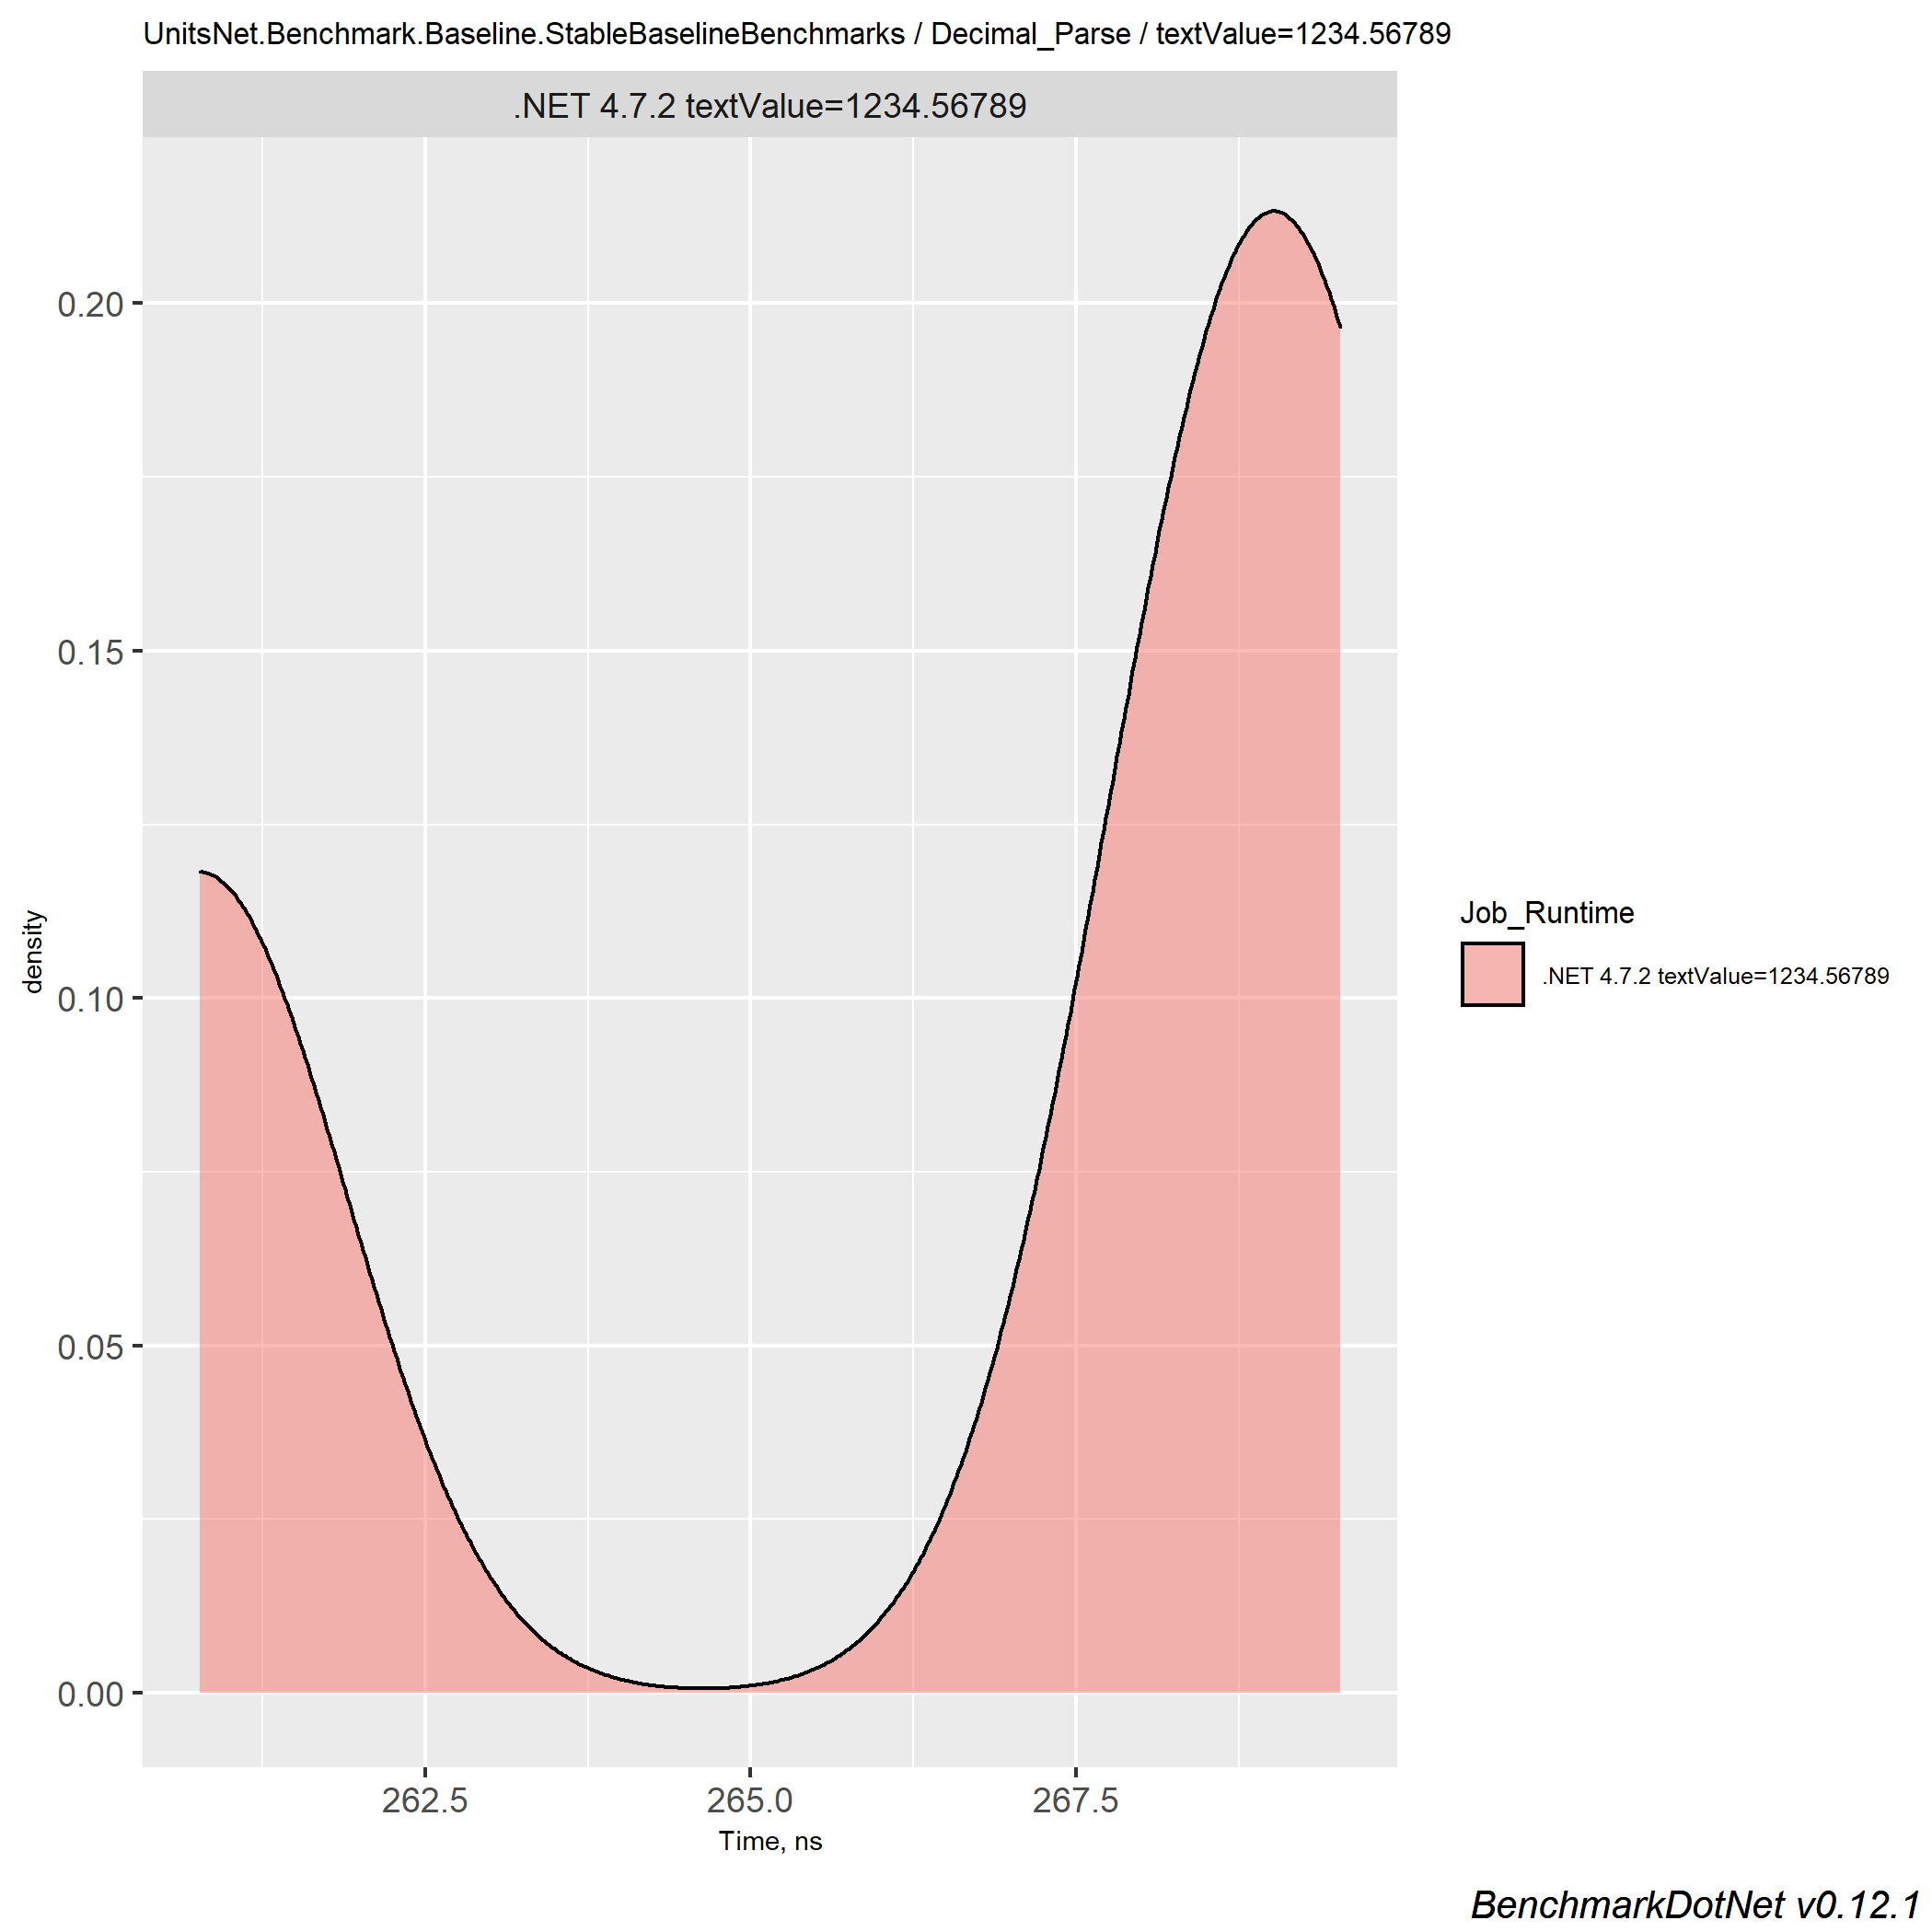 UnitsNet.Benchmark.Baseline.StableBaselineBenchmarks / Decimal_Parse / textValue=1234.56789
.NET 4.7.2 textValue=1234.56789
0.20
0.15
0.10
0.05
0.00
density
262.5 265.0 267.5
Time, ns
Job_Runtime
.NET 4.7.2 textValue=1234.56789
BenchmarkDotNet v0.12.1